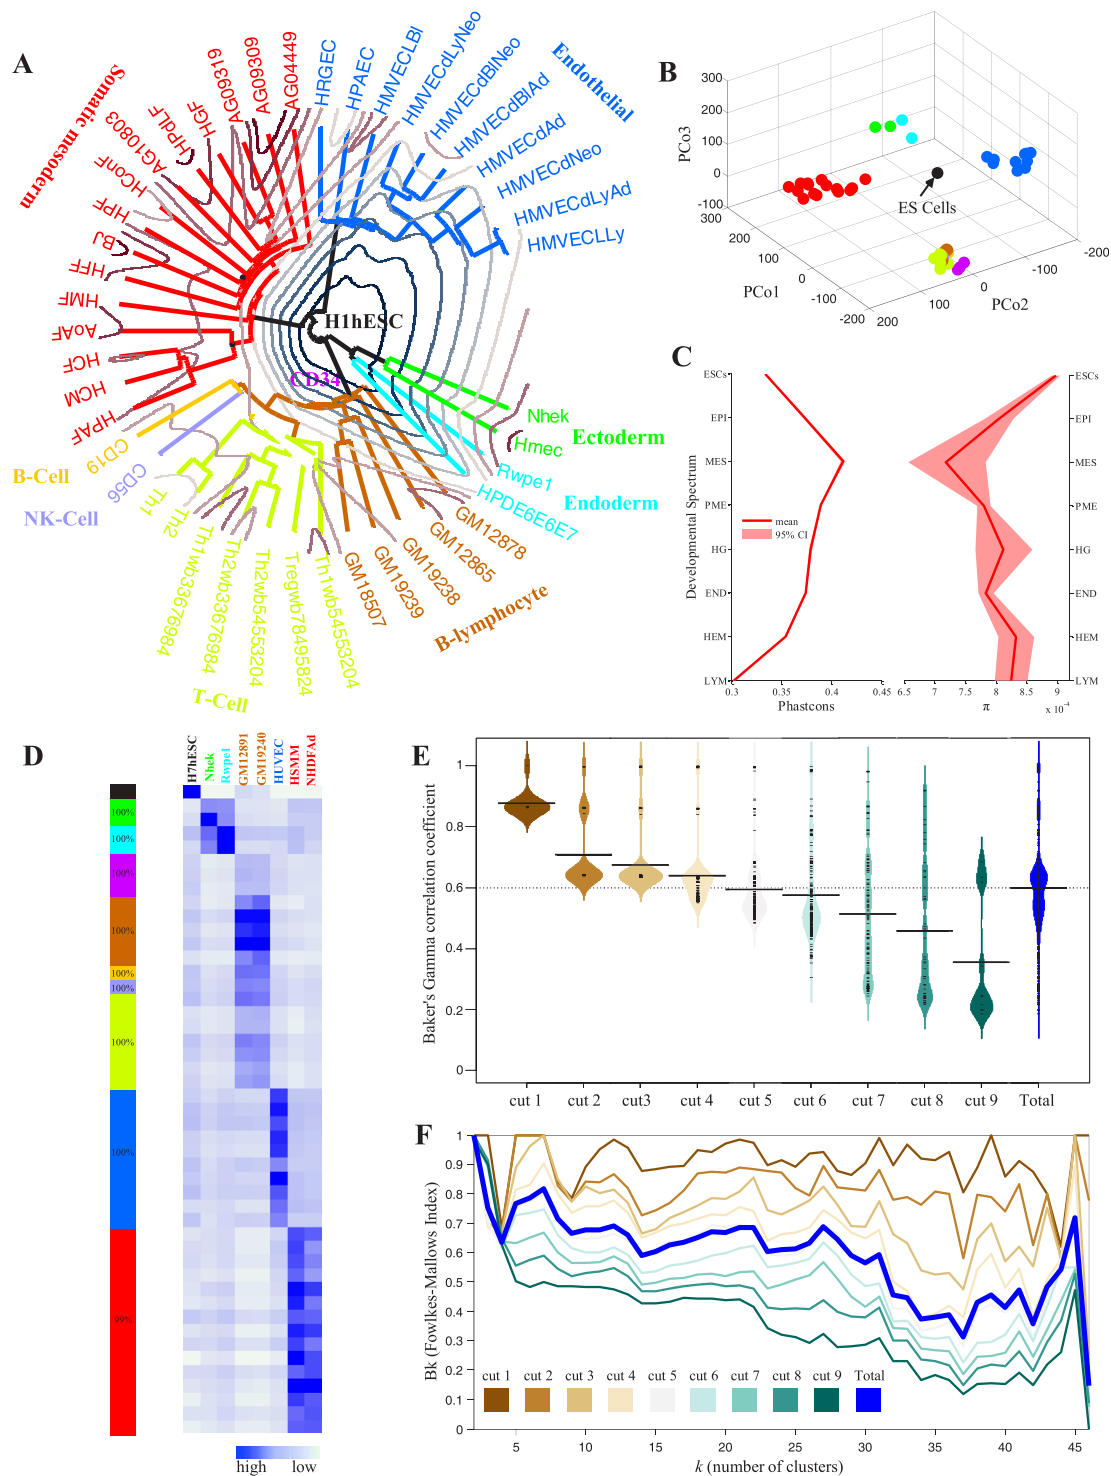 A
Somatic mesoderm
AG09319
AG09309
AG04449
HGF
HPdLF
AG10803
HConF
HPF
BJ
HFF
HMF
AoAF
HCF
HCM
HPAF
HRGEC
HPAEC
HMVECLBl
HMVECdLyNeo
HMVECdBlNeo
HMVECdBlAd
HMVECdAd
HMVECdNeo
HMVECdLyAd
HMVECLLy
Endothelial
H1hESC
CD34
Nhek
Hmec
Ectoderm
Rwpe1
HPDE6E6E7
Endoderm
CD19
B-Cell
CD56
NK-Cell
Th1
Th2
Th1wb33676984
Th2wb33676984
Th2wb54553204
Tregwb78495824
Th1wb54553204
T-Cell
GM18507
GM19239
GM19238
GM12865
GM12878
B-lymphocyte
B
PCo3
300
200
100
0
-100
300
200
100
0
-100
-200
PCo1
200
100
0
-100
-200
PCo2
ES Cells
C
Developmental Spectrum
ESCs
EPI
MES
PME
HG
END
HEM
LYM
mean
95% CI
0.3
0.35
0.4
0.45
Phastcons
ESCs
EPI
MES
PME
HG
END
HEM
LYM
6.5
7
7.5
8
8.5
9
π
x 10⁻⁴
D
H7hESC
Nhek
Rwpe1
GM12891
GM19240
HUVEC
HSMM
NHDFAd
100%
100%
100%
100%
100%
100%
100%
100%
99%
high
low
E
Baker's Gamma correlation coefficient
1
0.8
0.6
0.4
0.2
0
cut 1
cut 2
cut3
cut 4
cut 5
cut 6
cut 7
cut 8
cut 9
Total
F
Bk (Fowlkes-Mallows Index)
1
0.9
0.8
0.7
0.6
0.5
0.4
0.3
0.2
0.1
0
cut 1
cut 2
cut 3
cut 4
cut 5
cut 6
cut 7
cut 8
cut 9
Total
5
10
15
20
25
30
35
40
45
k (number of clusters)